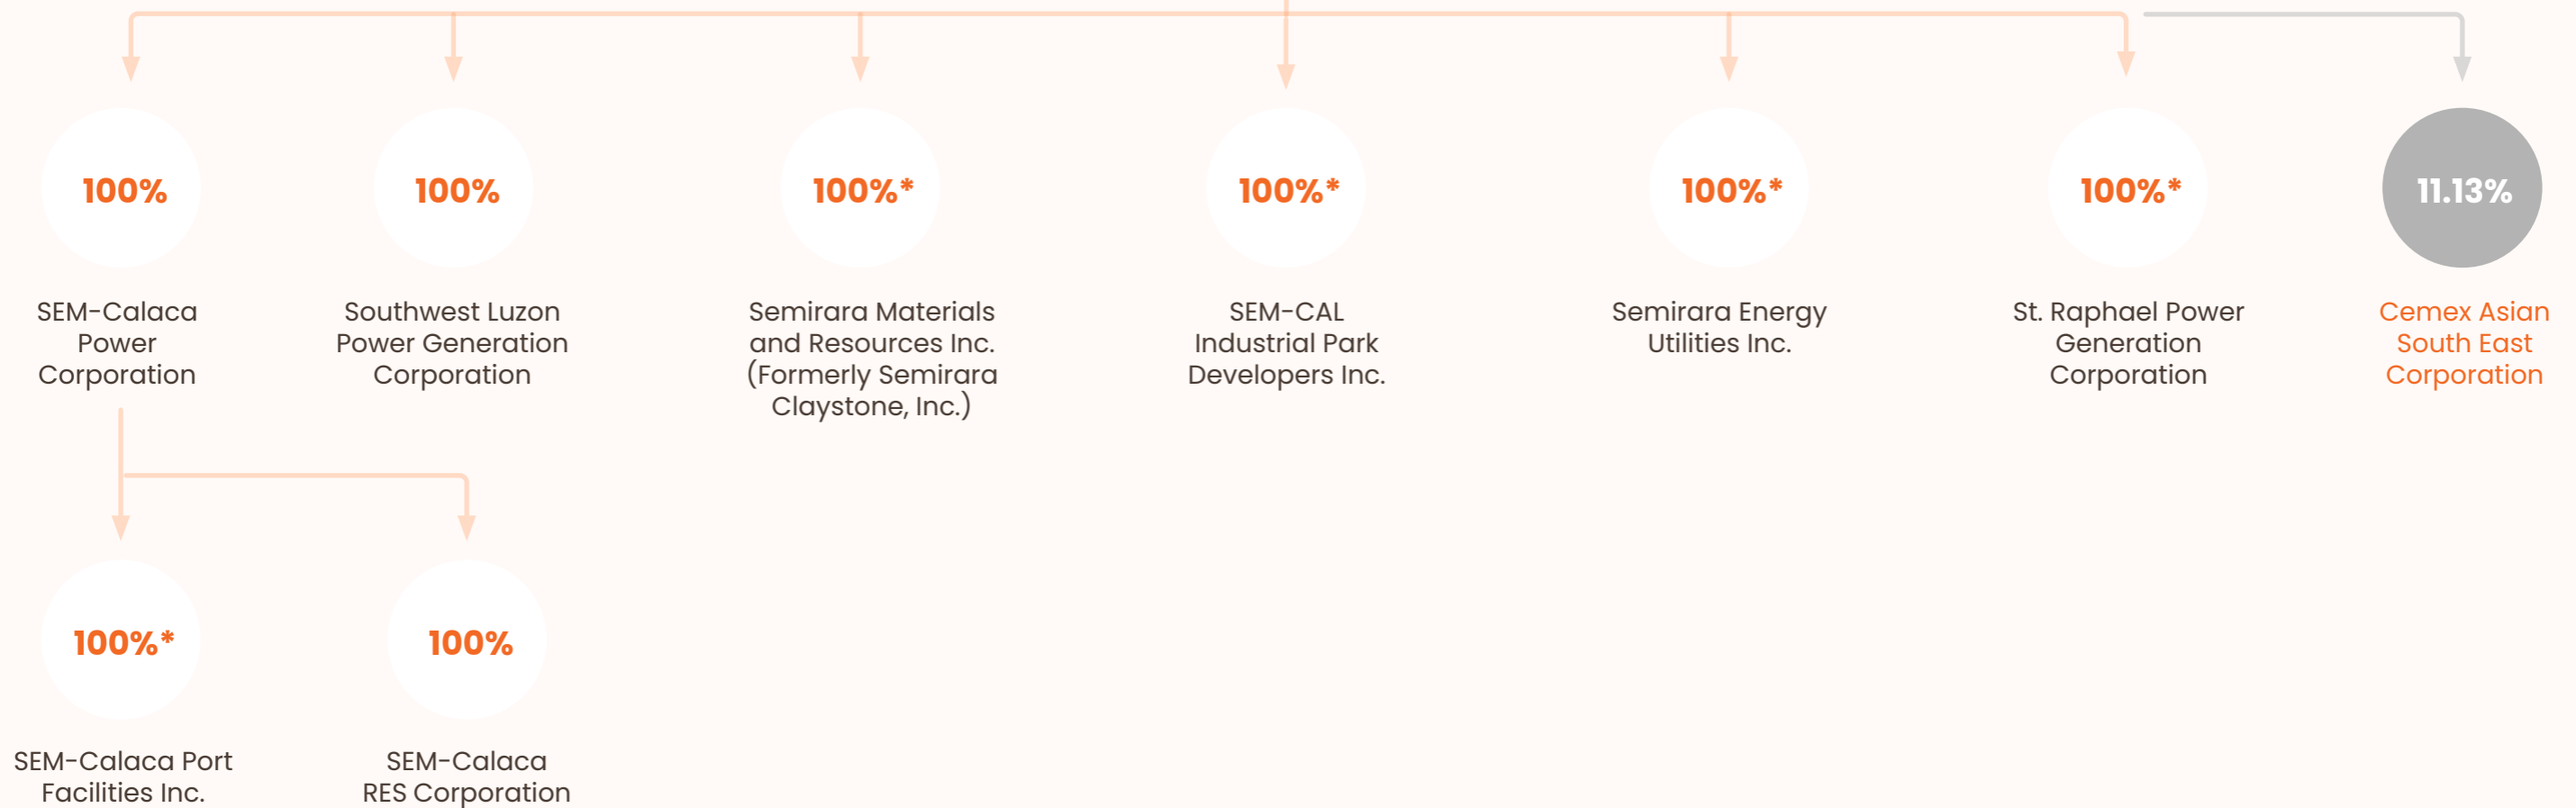 100%
SEM-Calaca
Power
Corporation
100%
Southwest Luzon
Power Generation
Corporation
100%*
Semirara Materials
and Resources Inc.
(Formerly Semirara
Claystone, Inc.)
100%*
SEM-CAL
Industrial Park
Developers Inc.
100%*
Semirara Energy
Utilities Inc.
100%*
St. Raphael Power
Generation
Corporation
11.13%
Cemex Asian
South East
Corporation
100%*
SEM-Calaca Port
Facilities Inc.
100%
SEM-Calaca
RES Corporation